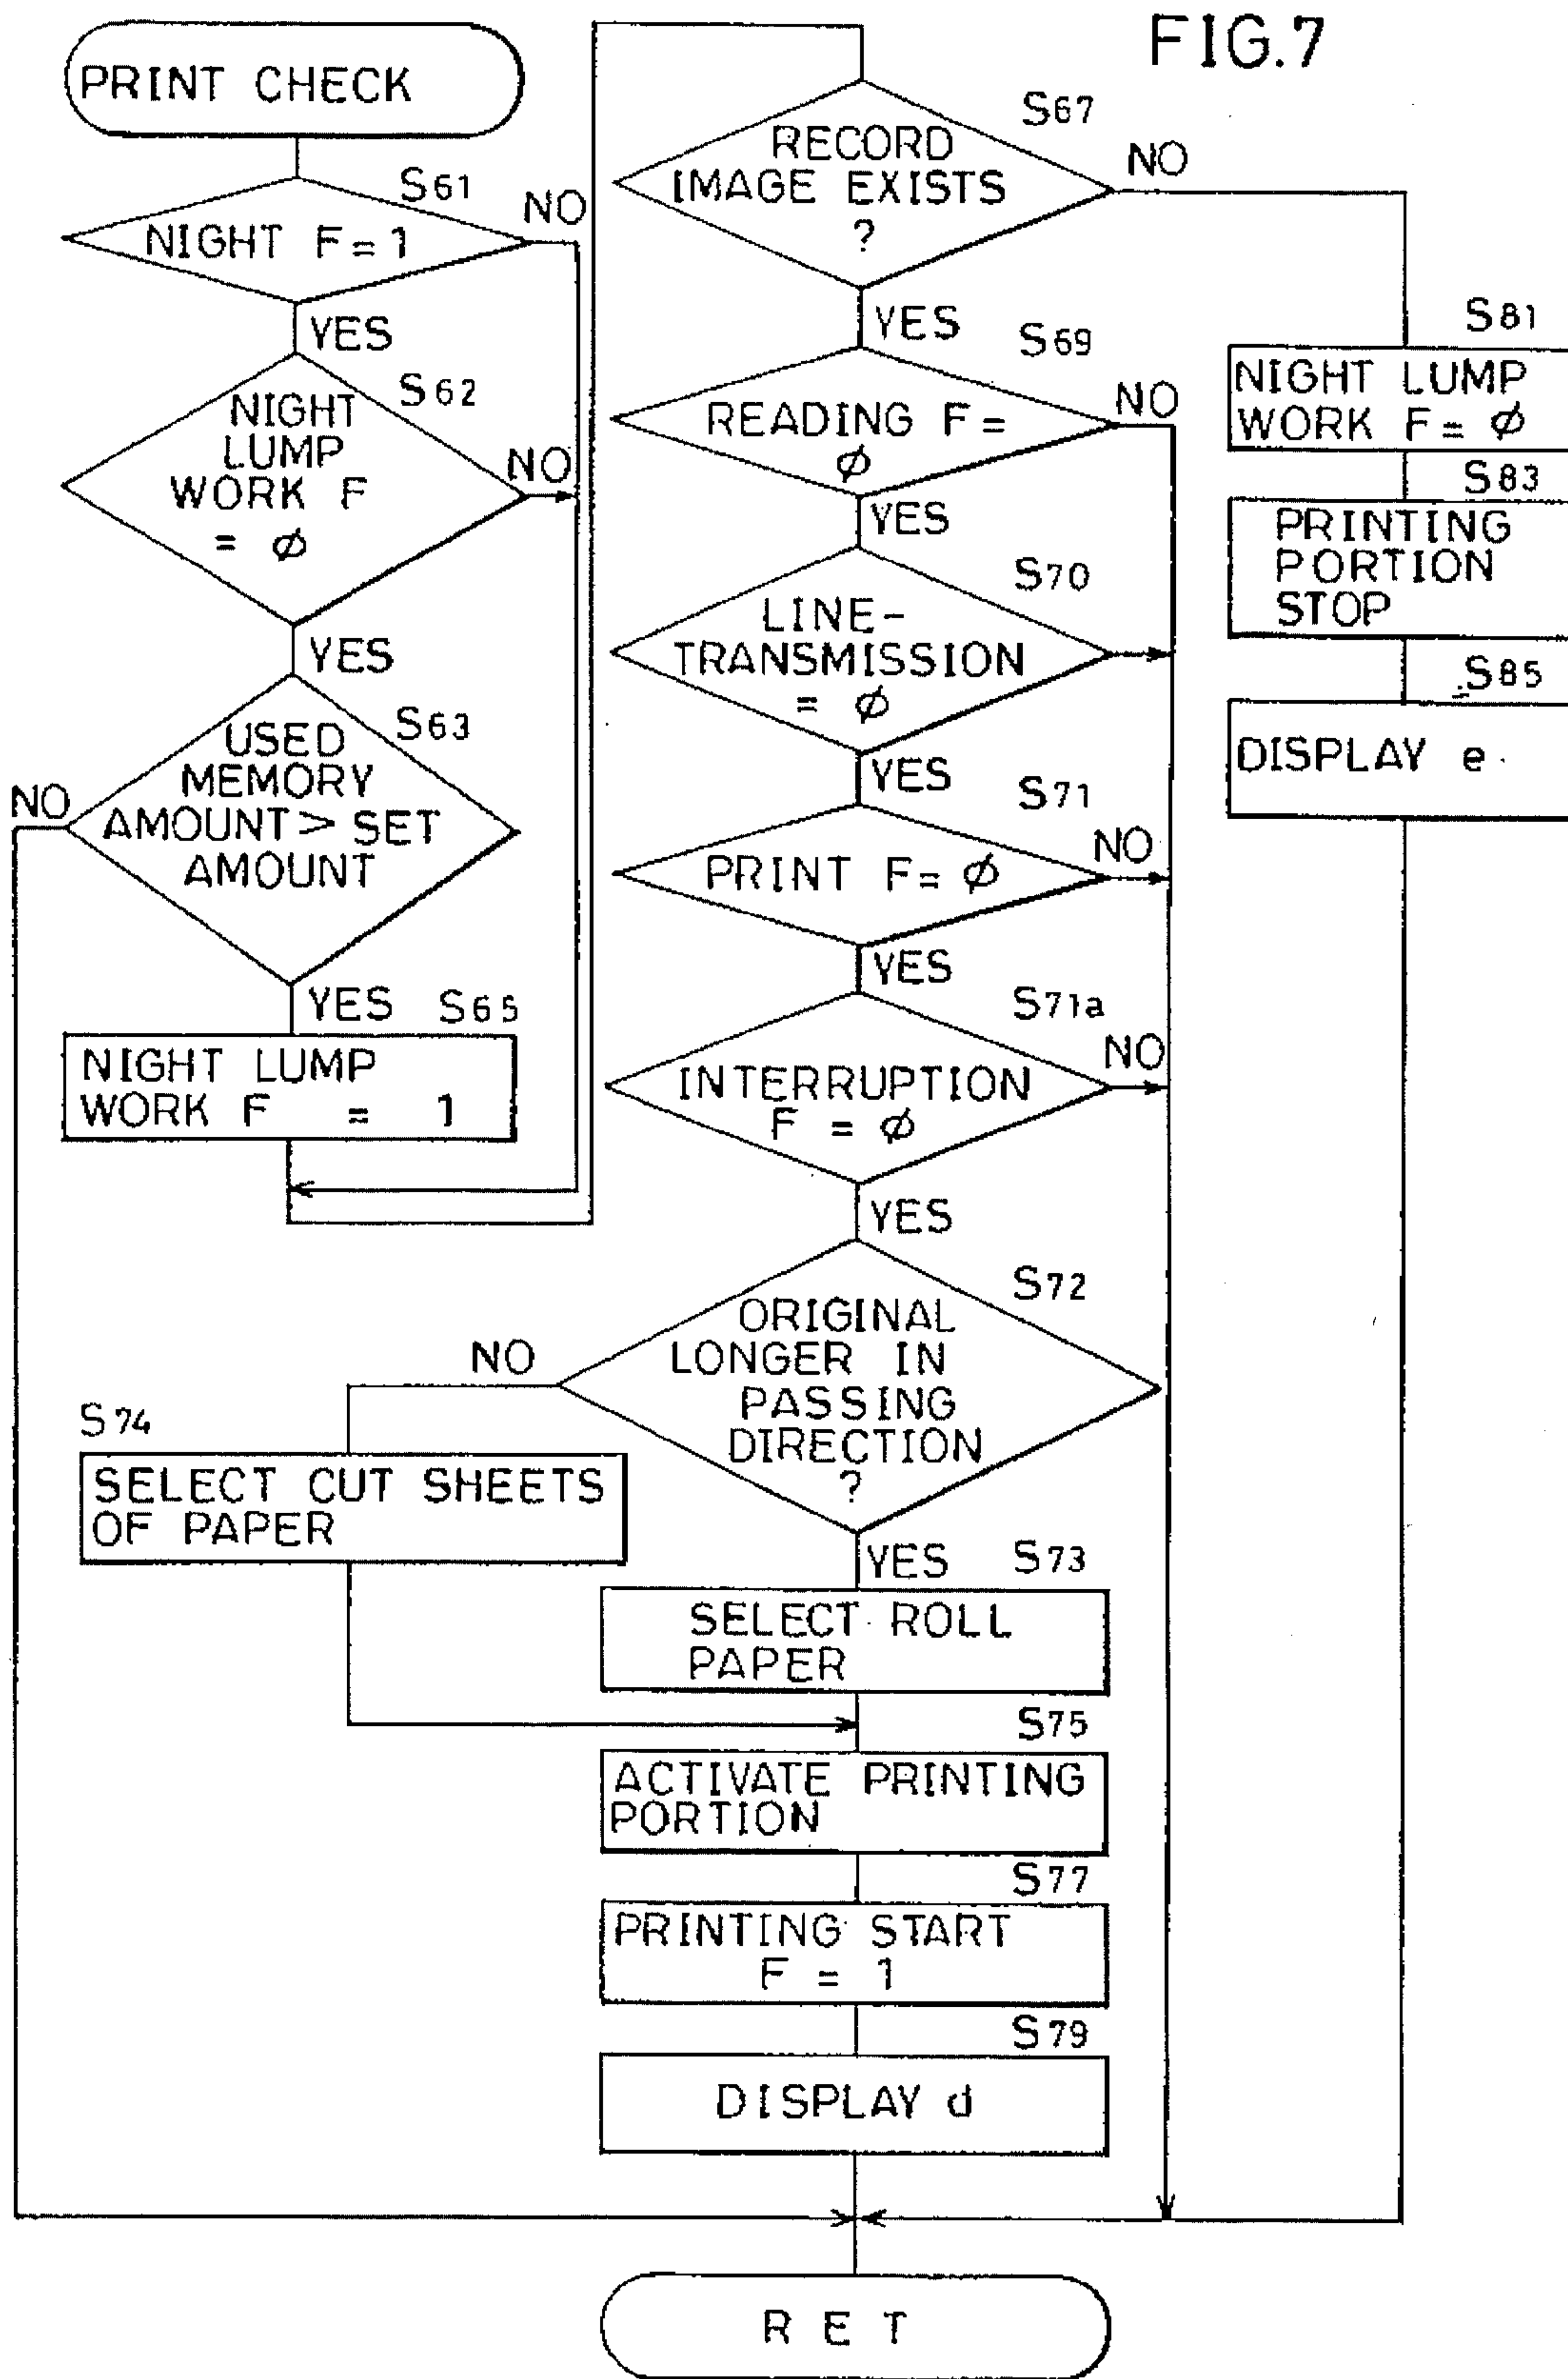 FIG.7
PRINT CHECK
S61
NIGHT F=1
NO
YES
S62
NIGHT
LUMP
WORK F
= ∅
NO
YES
S63
USED
MEMORY
AMOUNT> SET
AMOUNT
NO
YES
S65
NIGHT LUMP
WORK F = 1
S67
RECORD
IMAGE EXISTS
?
NO
YES
S69
READING F=
∅
NO
YES
S70
LINE-
TRANSMISSION
= ∅
YES
S71
PRINT F= ∅
NO
YES
S71a
INTERRUPTION
F = ∅
NO
YES
S72
ORIGINAL
LONGER IN
PASSING
DIRECTION
?
NO
S74
SELECT CUT SHEETS
OF PAPER
YES
S73
SELECT ROLL
PAPER
S75
ACTIVATE PRINTING
PORTION
S77
PRINTING START
F = 1
S79
DISPLAY d
S81
NIGHT LUMP
WORK F= ∅
S83
PRINTING
PORTION
STOP
S85
DISPLAY e
RET